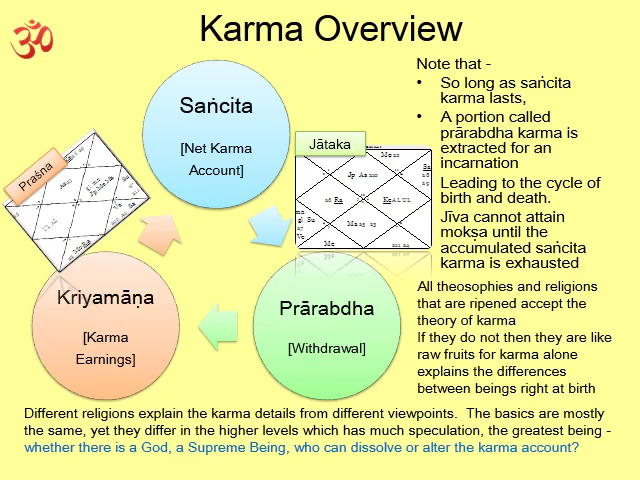 ॐ
Karma Overview
Sañcita
[Net Karma
Account]
Jātaka
Praśna
Kriyamāṇa
[Karma
Earnings]
Prārabdha
[Withdrawal]
Note that -
• So long as sañcita
karma lasts,
• A portion called
prārabdha karma is
extracted for an
incarnation
Leading to the cycle of
birth and death.
Jīva cannot attain
mokṣa until the
accumulated sañcita
karma is exhausted
All theosophies and religions
that are ripened accept the
theory of karma
If they do not then they are like
raw fruits for karma alone
explains the differences
between beings right at birth
Different religions explain the karma details from different viewpoints. The basics are mostly
the same, yet they differ in the higher levels which has much speculation, the greatest being -
whether there is a God, a Supreme Being, who can dissolve or alter the karma account?